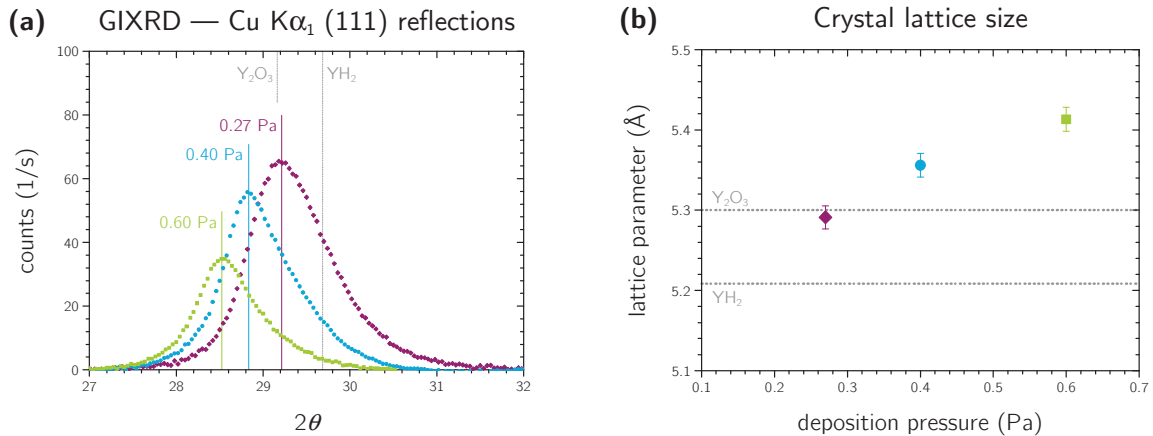 (a) GIXRD — Cu Kα₁ (111) reflections
100
80
60
40
20
0
counts (1/s)
Y₂O₃
YH₂
0.27 Pa
0.40 Pa
0.60 Pa
27 28 29 30 31 32
2θ
(b) Crystal lattice size
5.5
5.4
5.3
5.2
5.1
lattice parameter (Å)
Y₂O₃
YH₂
0.1 0.2 0.3 0.4 0.5 0.6 0.7
deposition pressure (Pa)